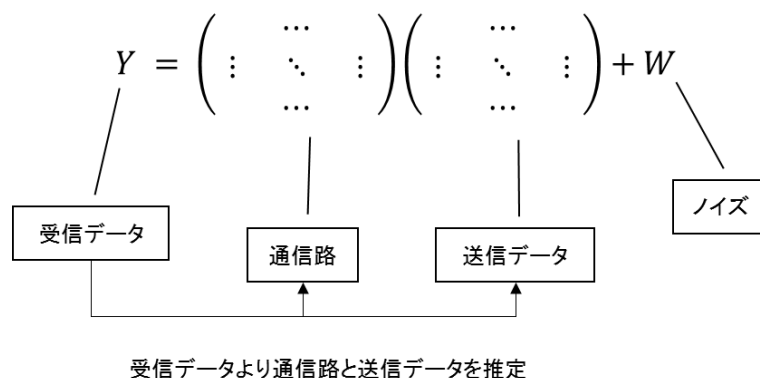 Y = ( … ⋮ ⋱ ⋮ … ) ( … ⋮ ⋱ ⋮ … ) + W
受信データ
通信路
送信データ
ノイズ
受信データより通信路と送信データを推定